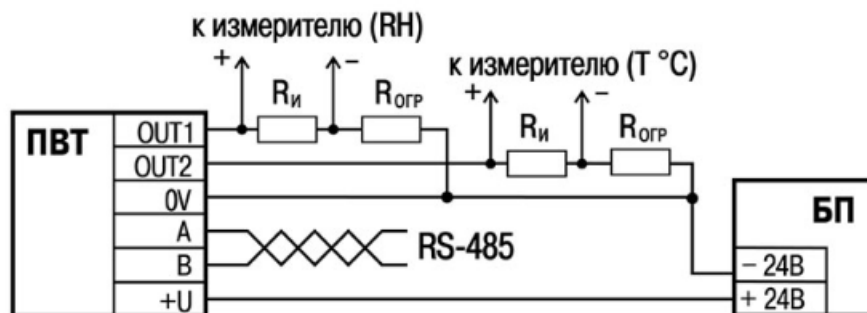 к измерителю (RH)
+
–
к измерителю (T °C)
+
–
Rи
Rогр
Rи
Rогр
ПВТ
OUT1
OUT2
0V
A
B
+U
RS-485
БП
– 24В
+ 24В